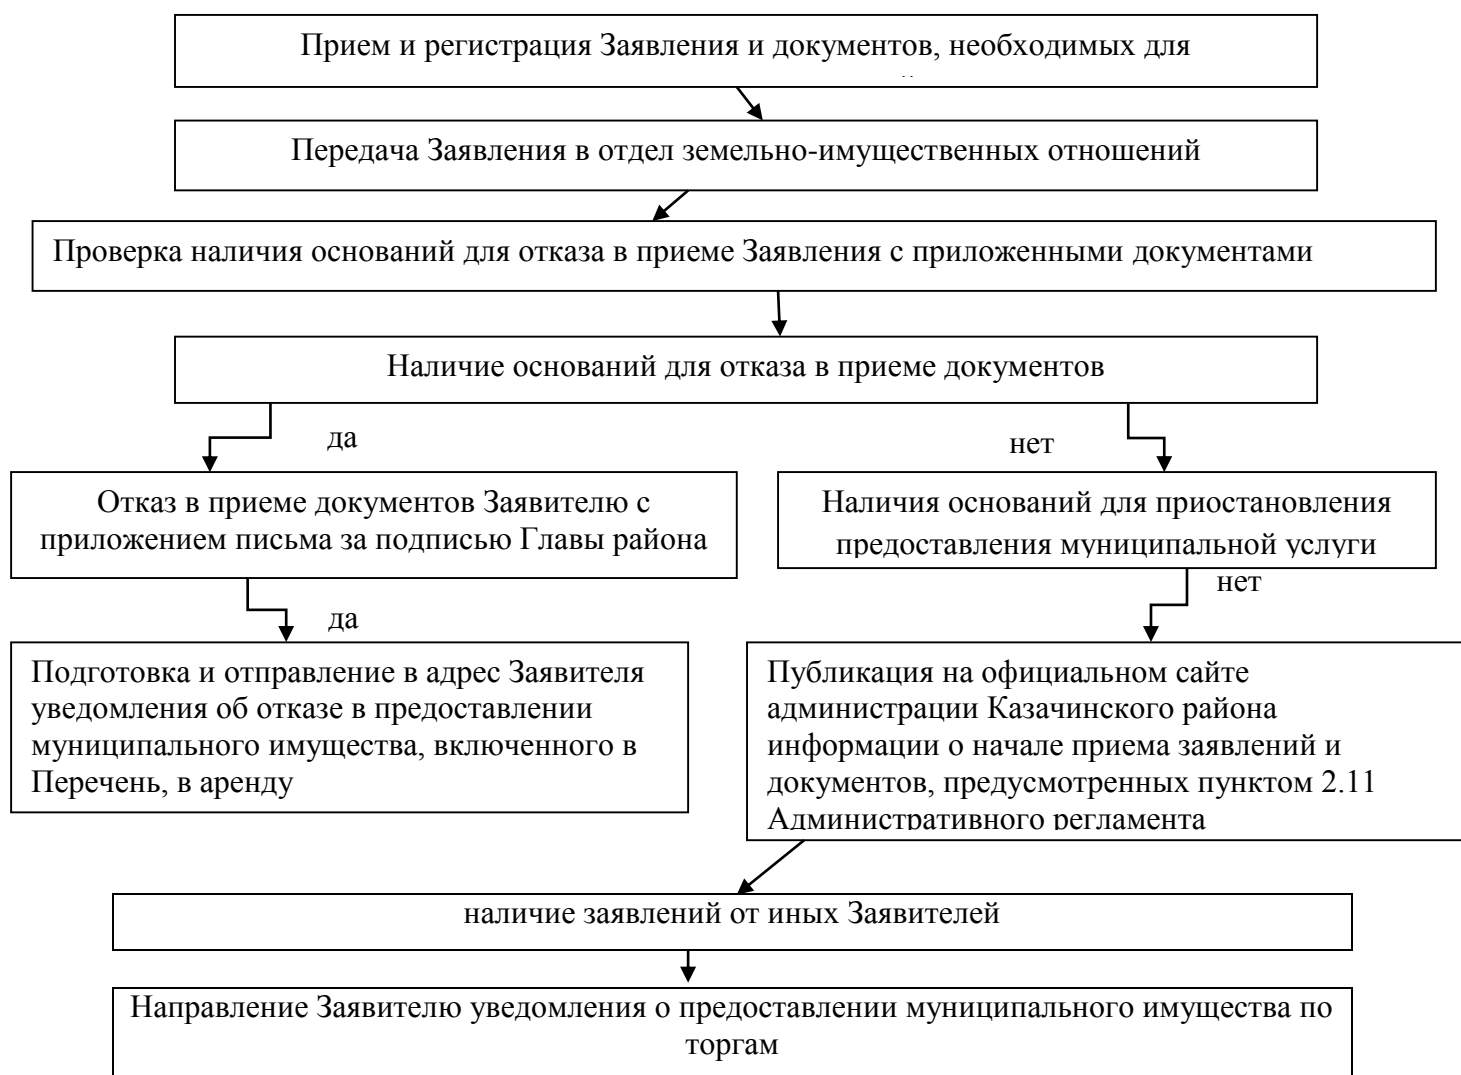 Прием и регистрация Заявления и документов, необходимых для
Передача Заявления в отдел земельно-имущественных отношений
Проверка наличия оснований для отказа в приеме Заявления с приложенными документами
Наличие оснований для отказа в приеме документов
да
нет
Отказ в приеме документов Заявителю с
приложением письма за подписью Главы района
Наличия оснований для приостановления
предоставления муниципальной услуги
да
нет
Подготовка и отправление в адрес Заявителя
уведомления об отказе в предоставлении
муниципального имущества, включенного в
Перечень, в аренду
Публикация на официальном сайте
администрации Казачинского района
информации о начале приема заявлений и
документов, предусмотренных пунктом 2.11
Административного регламента
наличие заявлений от иных Заявителей
Направление Заявителю уведомления о предоставлении муниципального имущества по
торгам